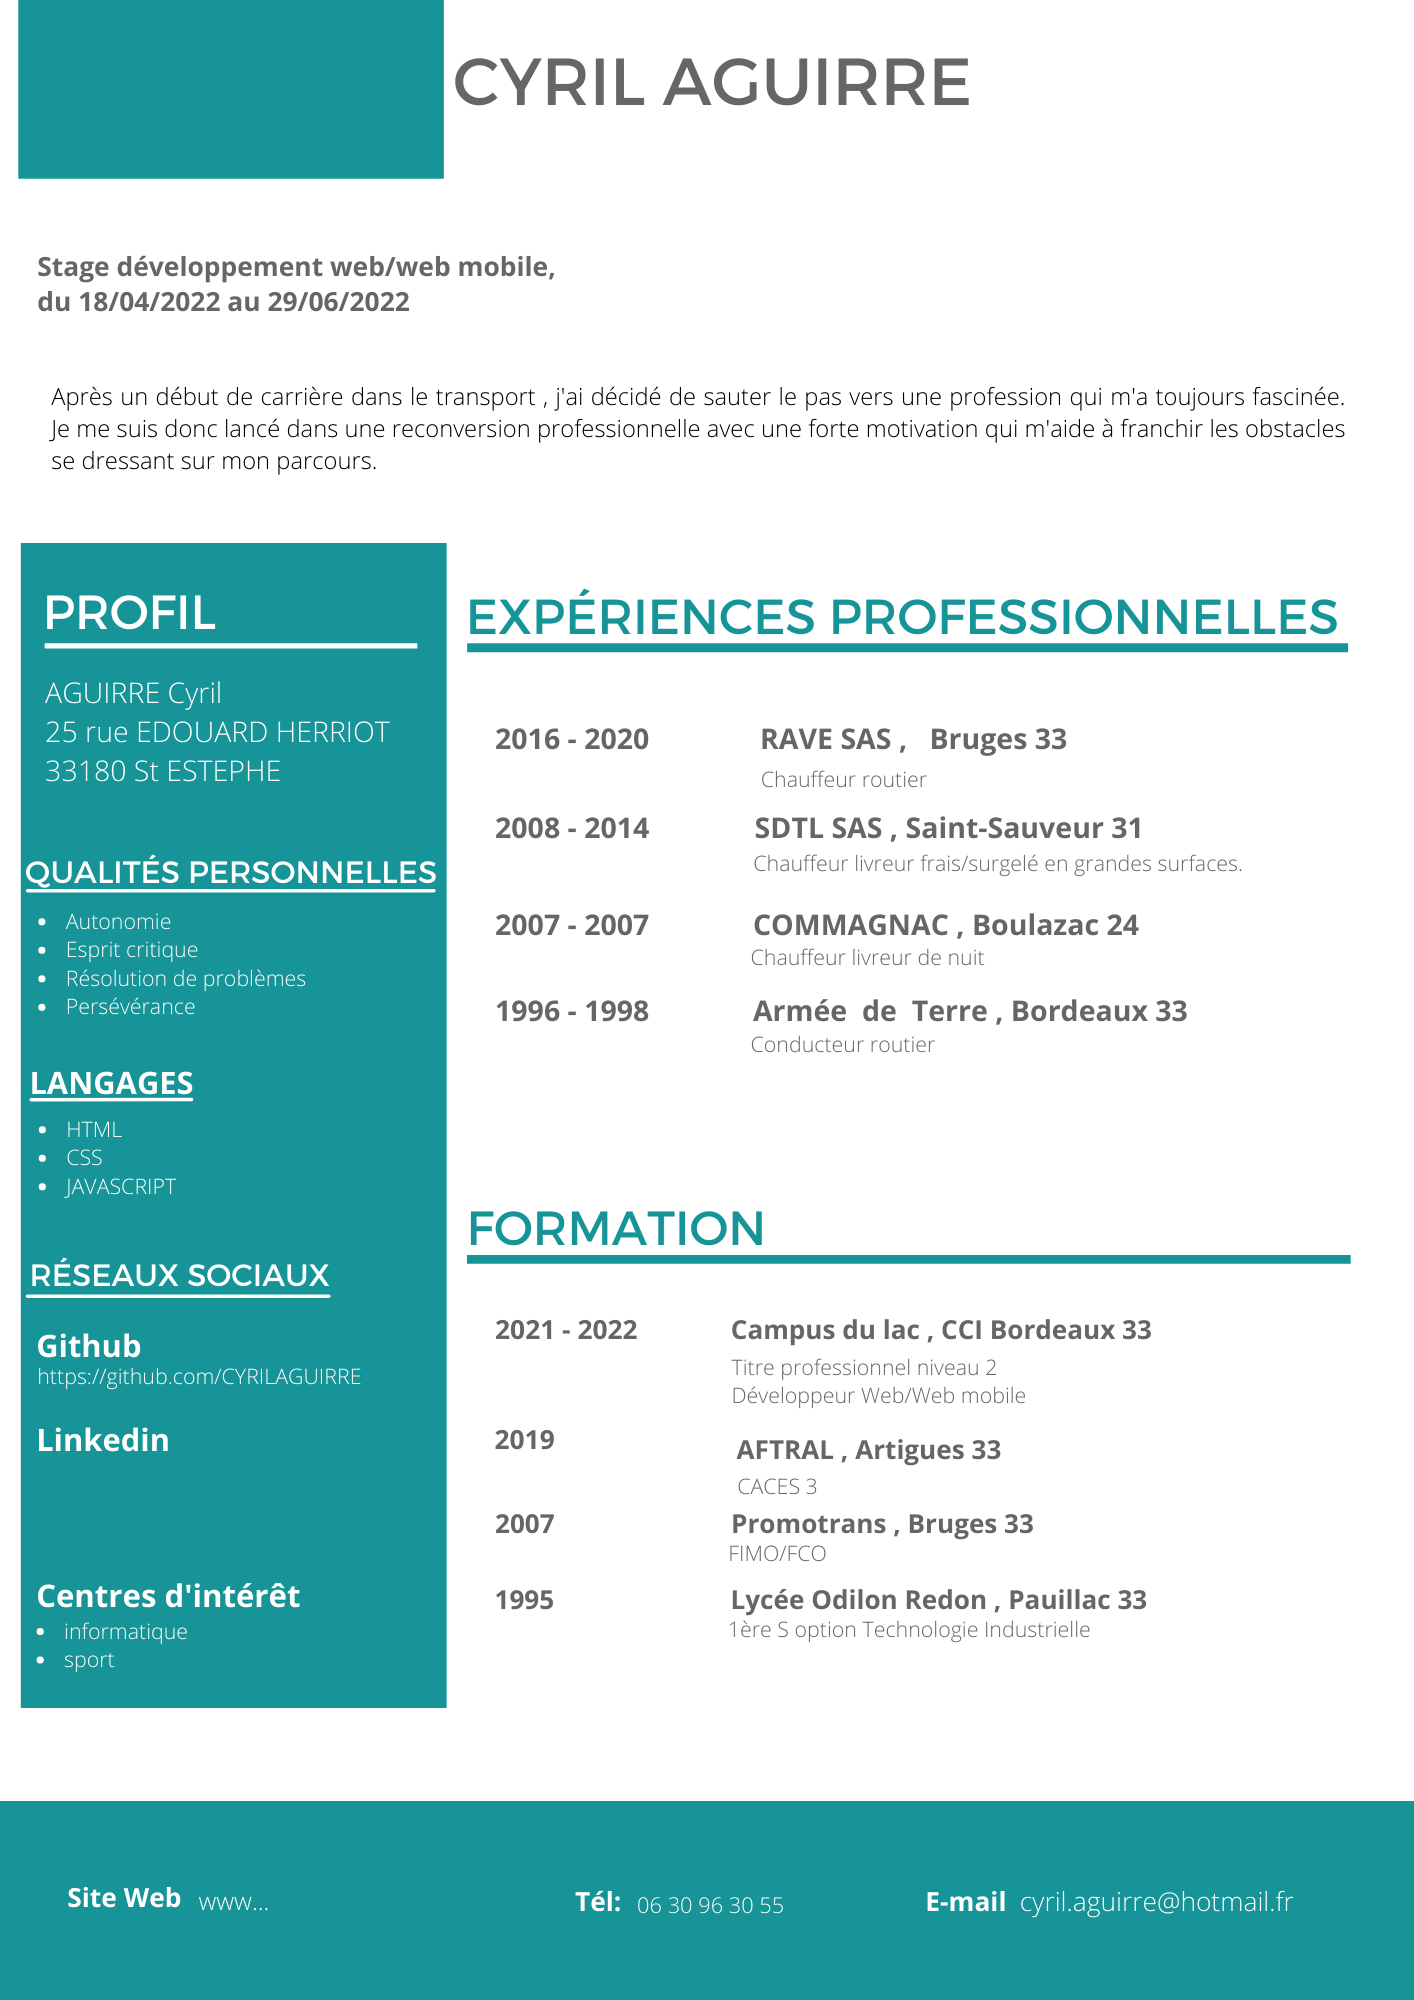 CYRIL AGUIRRE
Stage développement web/web mobile,
du 18/04/2022 au 29/06/2022
Après un début de carrière dans le transport , j'ai décidé de sauter le pas vers une profession qui m'a toujours fascinée.
Je me suis donc lancé dans une reconversion professionnelle avec une forte motivation qui m'aide à franchir les obstacles
se dressant sur mon parcours.
PROFIL
AGUIRRE Cyril
25 rue EDOUARD HERRIOT
33180 St ESTEPHE
QUALITÉS PERSONNELLES
• Autonomie
• Esprit critique
• Résolution de problèmes
• Persévérance
LANGAGES
• HTML
• CSS
• JAVASCRIPT
RÉSEAUX SOCIAUX
Github
https://github.com/CYRILAGUIRRE
Linkedin
Centres d'intérêt
• informatique
• sport
EXPÉRIENCES PROFESSIONNELLES
2016 - 2020 RAVE SAS , Bruges 33
Chauffeur routier
2008 - 2014 SDTL SAS , Saint-Sauveur 31
Chauffeur livreur frais/surgelé en grandes surfaces.
2007 - 2007 COMMAGNAC , Boulazac 24
Chauffeur livreur de nuit
1996 - 1998 Armée de Terre , Bordeaux 33
Conducteur routier
FORMATION
2021 - 2022 Campus du lac , CCI Bordeaux 33
Titre professionnel niveau 2
Développeur Web/Web mobile
2019 AFTRAL , Artigues 33
CACES 3
2007 Promotrans , Bruges 33
FIMO/FCO
1995 Lycée Odilon Redon , Pauillac 33
1ère S option Technologie Industrielle
Site Web www... Tél: 06 30 96 30 55 E-mail cyril.aguirre@hotmail.fr